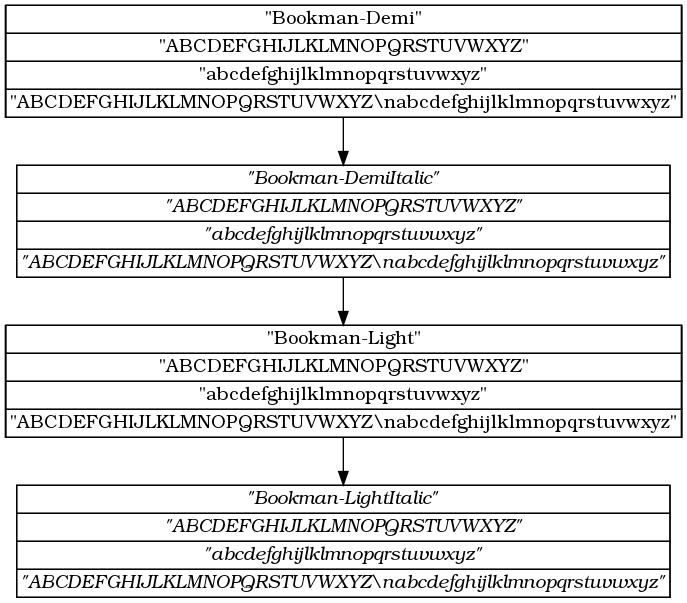 "Bookman-Demi"
"ABCDEFGHIJLKLMNOPQRSTUVWXYZ"
"abcdefghijlklmnopqrstuvwxyz"
"ABCDEFGHIJLKLMNOPQRSTUVWXYZ\nabcdefghijlklmnopqrstuvwxyz"
"Bookman-DemiItalic"
"ABCDEFGHIJLKLMNOPQRSTUVWXYZ"
"abcdefghijlklmnopqrstuvwxyz"
"ABCDEFGHIJLKLMNOPQRSTUVWXYZ\nabcdefghijlklmnopqrstuvwxyz"
"Bookman-Light"
"ABCDEFGHIJLKLMNOPQRSTUVWXYZ"
"abcdefghijlklmnopqrstuvwxyz"
"ABCDEFGHIJLKLMNOPQRSTUVWXYZ\nabcdefghijlklmnopqrstuvwxyz"
"Bookman-LightItalic"
"ABCDEFGHIJLKLMNOPQRSTUVWXYZ"
"abcdefghijlklmnopqrstuvwxyz"
"ABCDEFGHIJLKLMNOPQRSTUVWXYZ\nabcdefghijlklmnopqrstuvwxyz"